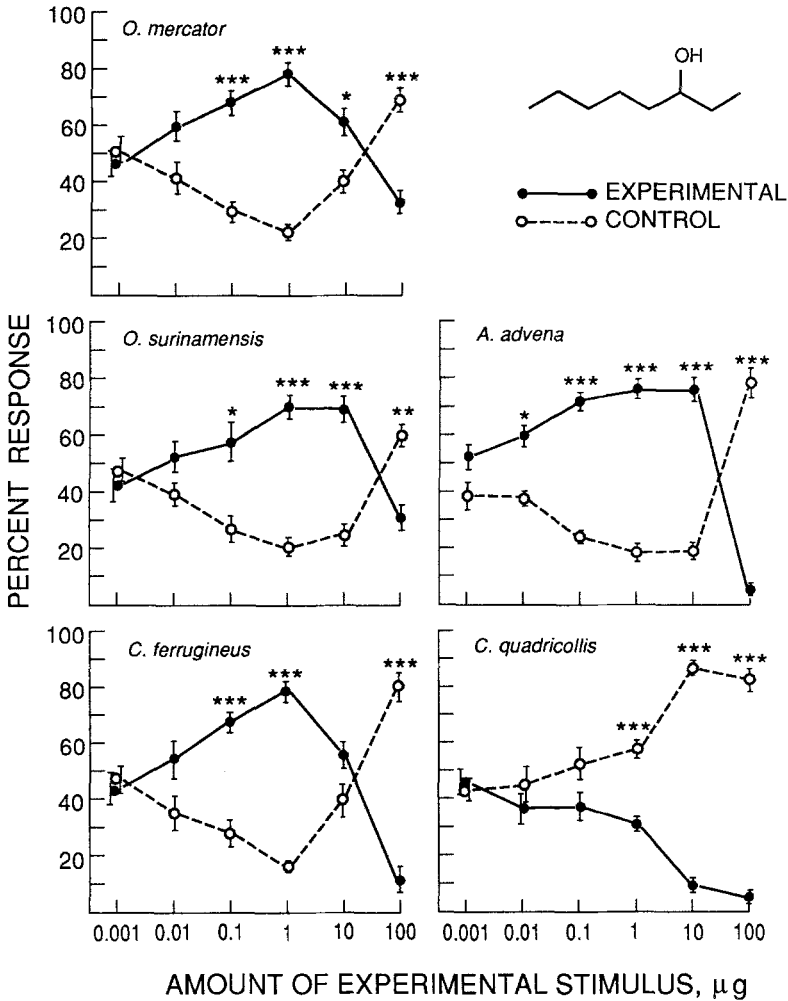 100
O. mercator
***
80
***
*
***
60
40
20
OH
EXPERIMENTAL
CONTROL
PERCENT RESPONSE
100
O. surinamensis
80
*
***
***
**
60
40
20
A. advena
*
***
***
***
***
100
C. ferrugineus
80
***
***
***
60
40
20
0.001 0.01 0.1 1 10 100
C. quadricollis
***
***
***
0.001 0.01 0.1 1 10 100
AMOUNT OF EXPERIMENTAL STIMULUS, μg